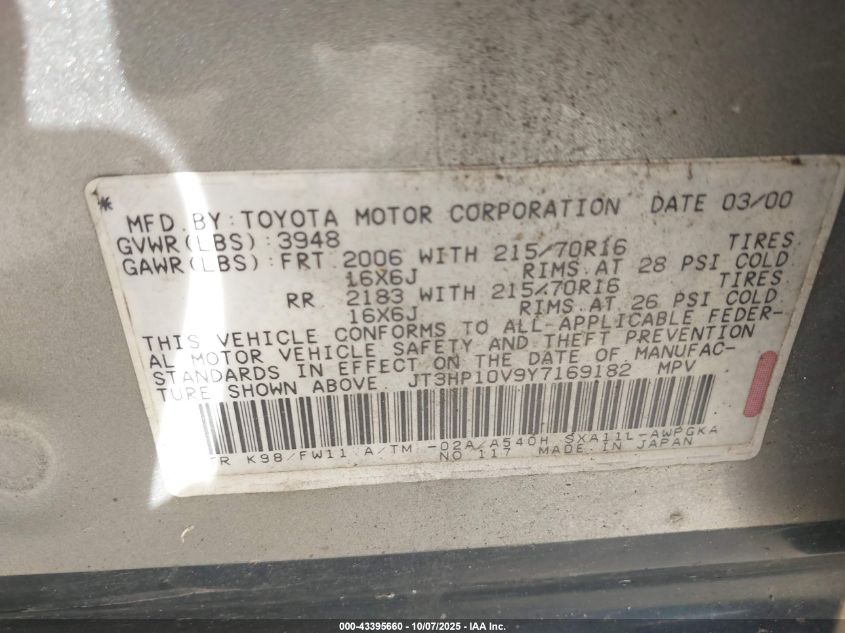 *
MFD.BY:TOYOTA MOTOR CORPORATION DATE 03/00
GVWR(LBS):3948
GAWR(LBS):FRT 2006 WITH 215/70R16 TIRES
16X6J RIMS AT 28 PSI COLD
RR 2183 WITH 215/70R16 TIRES
16X6J RIMS AT 26 PSI COLD
THIS VEHICLE CONFORMS TO ALL APPLICABLE FEDER-
AL MOTOR VEHICLE SAFETY AND THEFT PREVENTION
STANDARDS IN EFFECT ON THE DATE OF MANUFAC-
TURE SHOWN ABOVE JT3HP10V9Y7169182 MPV
K98/FW11 A/TM -02A/A540H SXA11L-AWPGKA
NO 117 MADE IN JAPAN
000-43395660 - 10/07/2025 - IAA Inc.